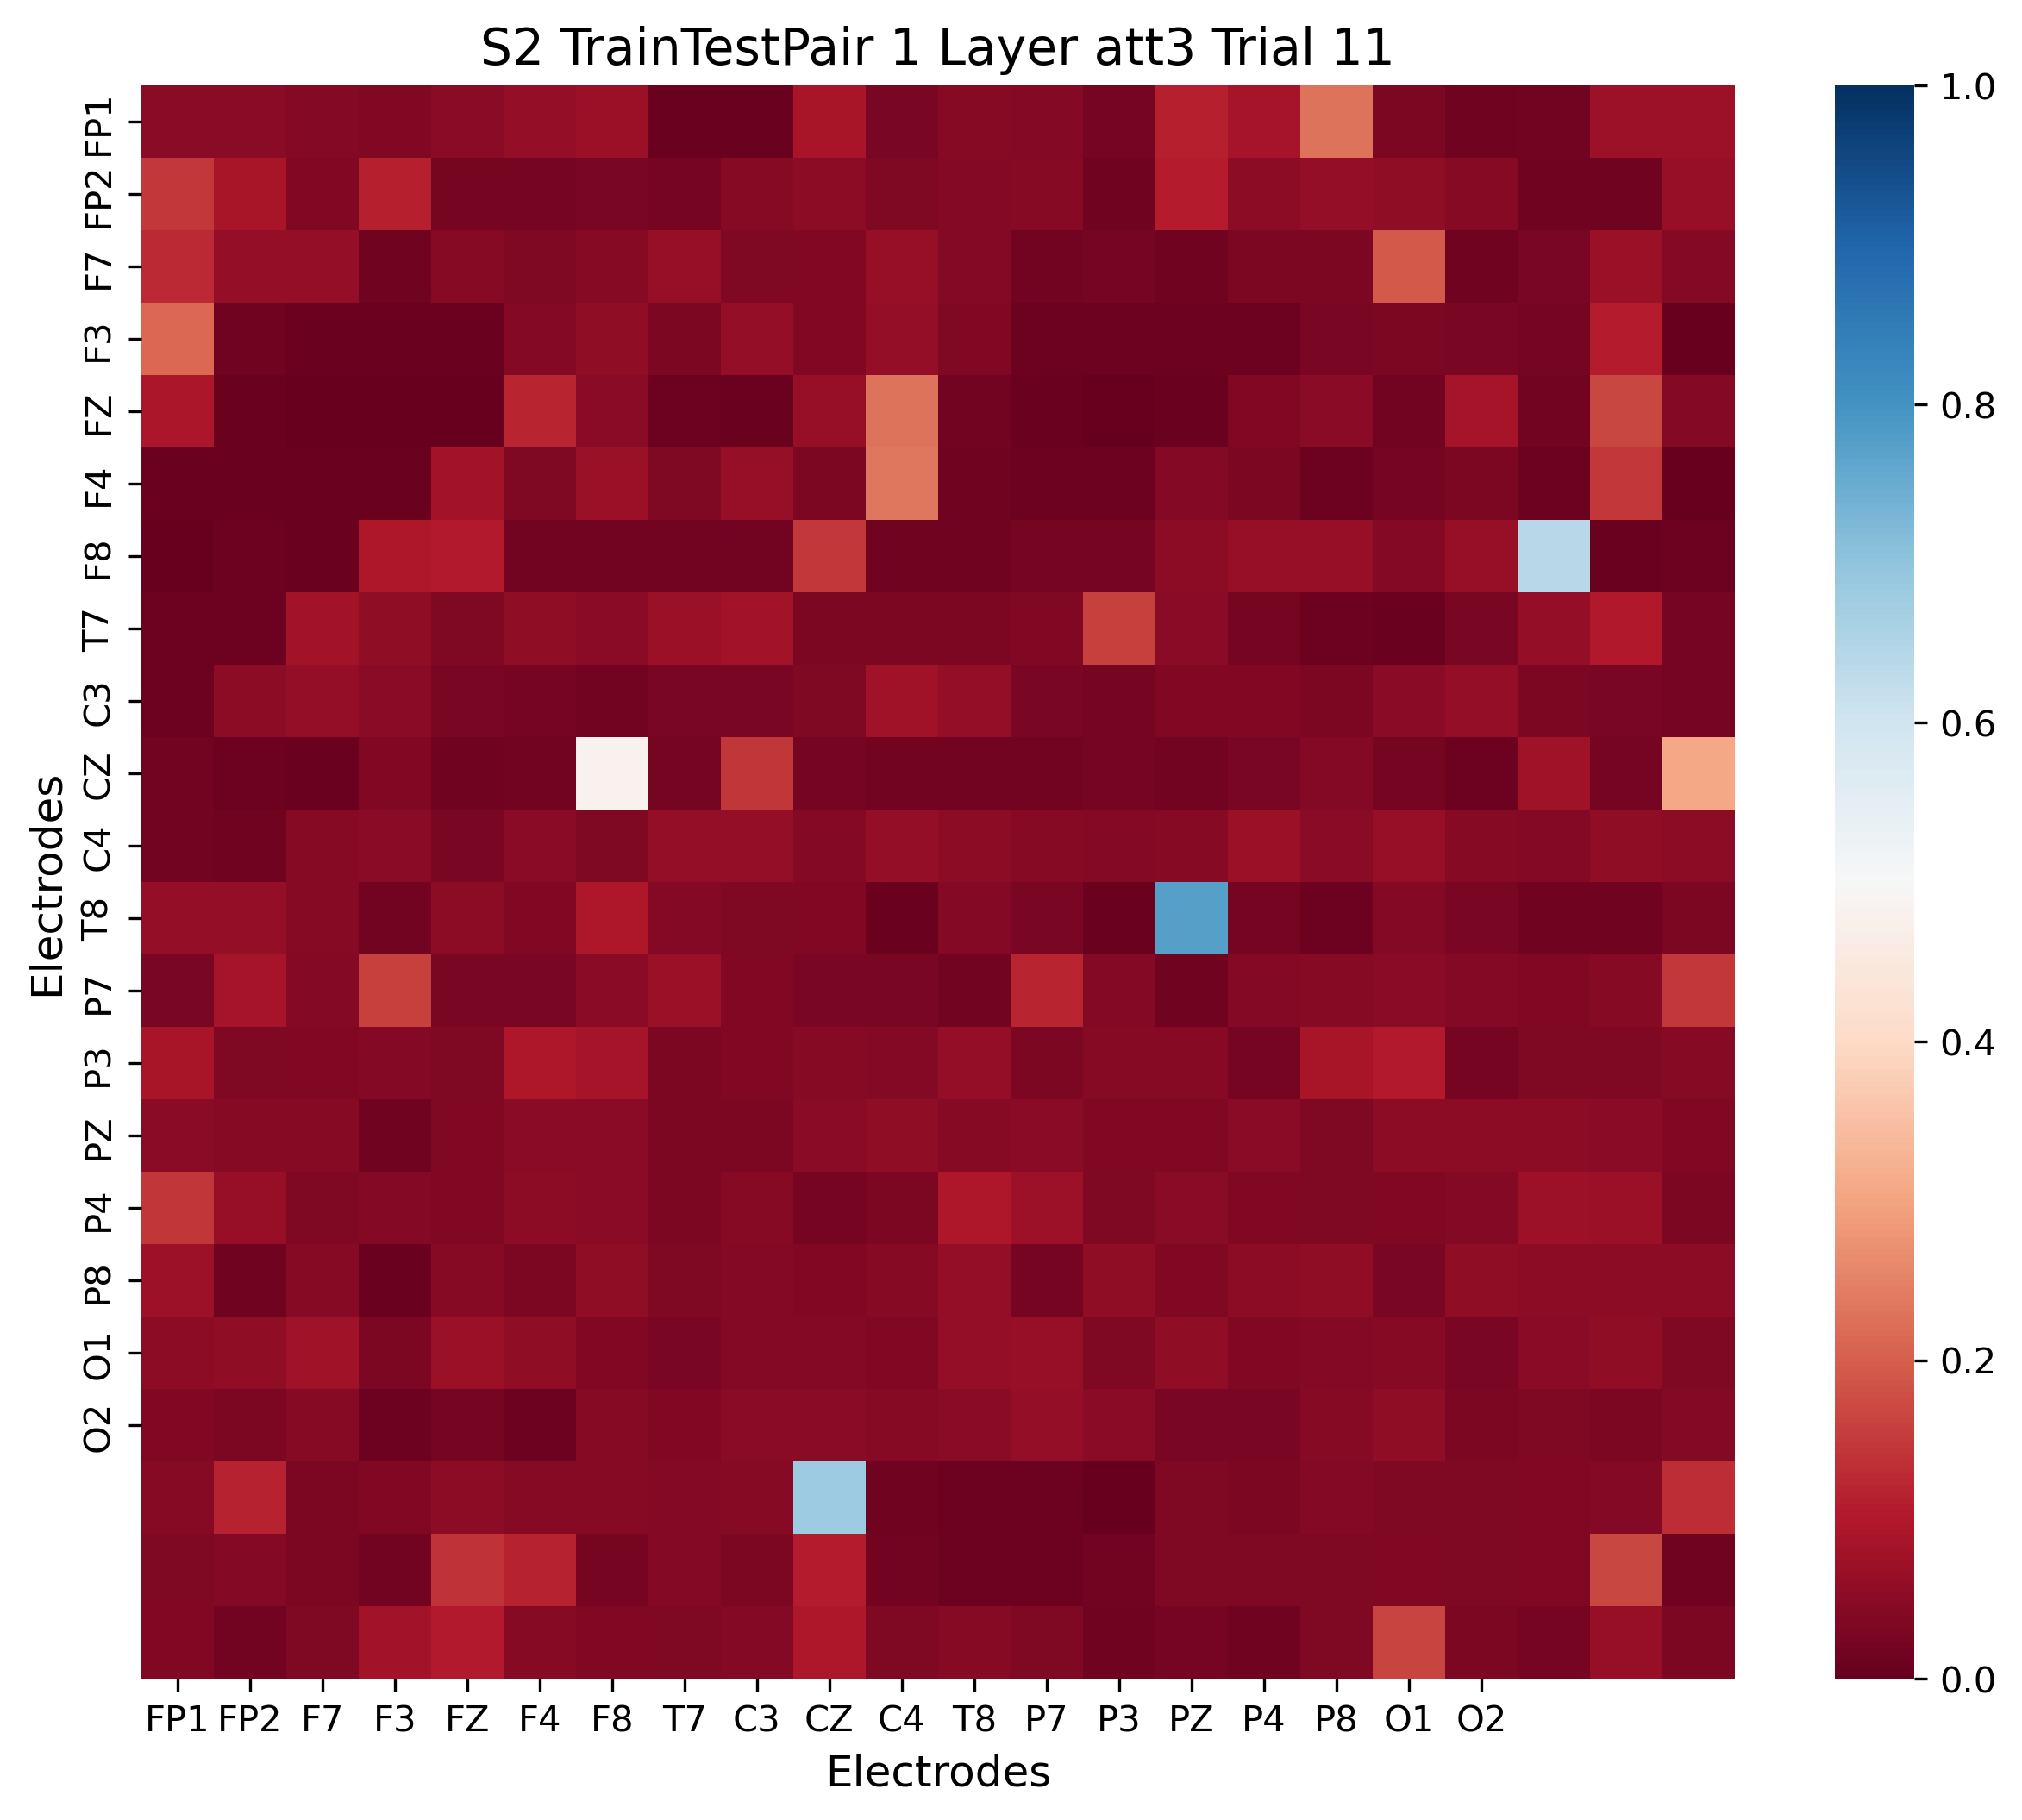 S2 TrainTestPair 1 Layer att3 Trial 11
FP1
FP2
F7
F3
FZ
F4
F8
T7
C3
CZ
C4
T8
P7
P3
PZ
P4
P8
O1
O2
Electrodes
FP1 FP2 F7 F3 FZ F4 F8 T7 C3 CZ C4 T8 P7 P3 PZ P4 P8 O1 O2
Electrodes
1.0
0.8
0.6
0.4
0.2
0.0